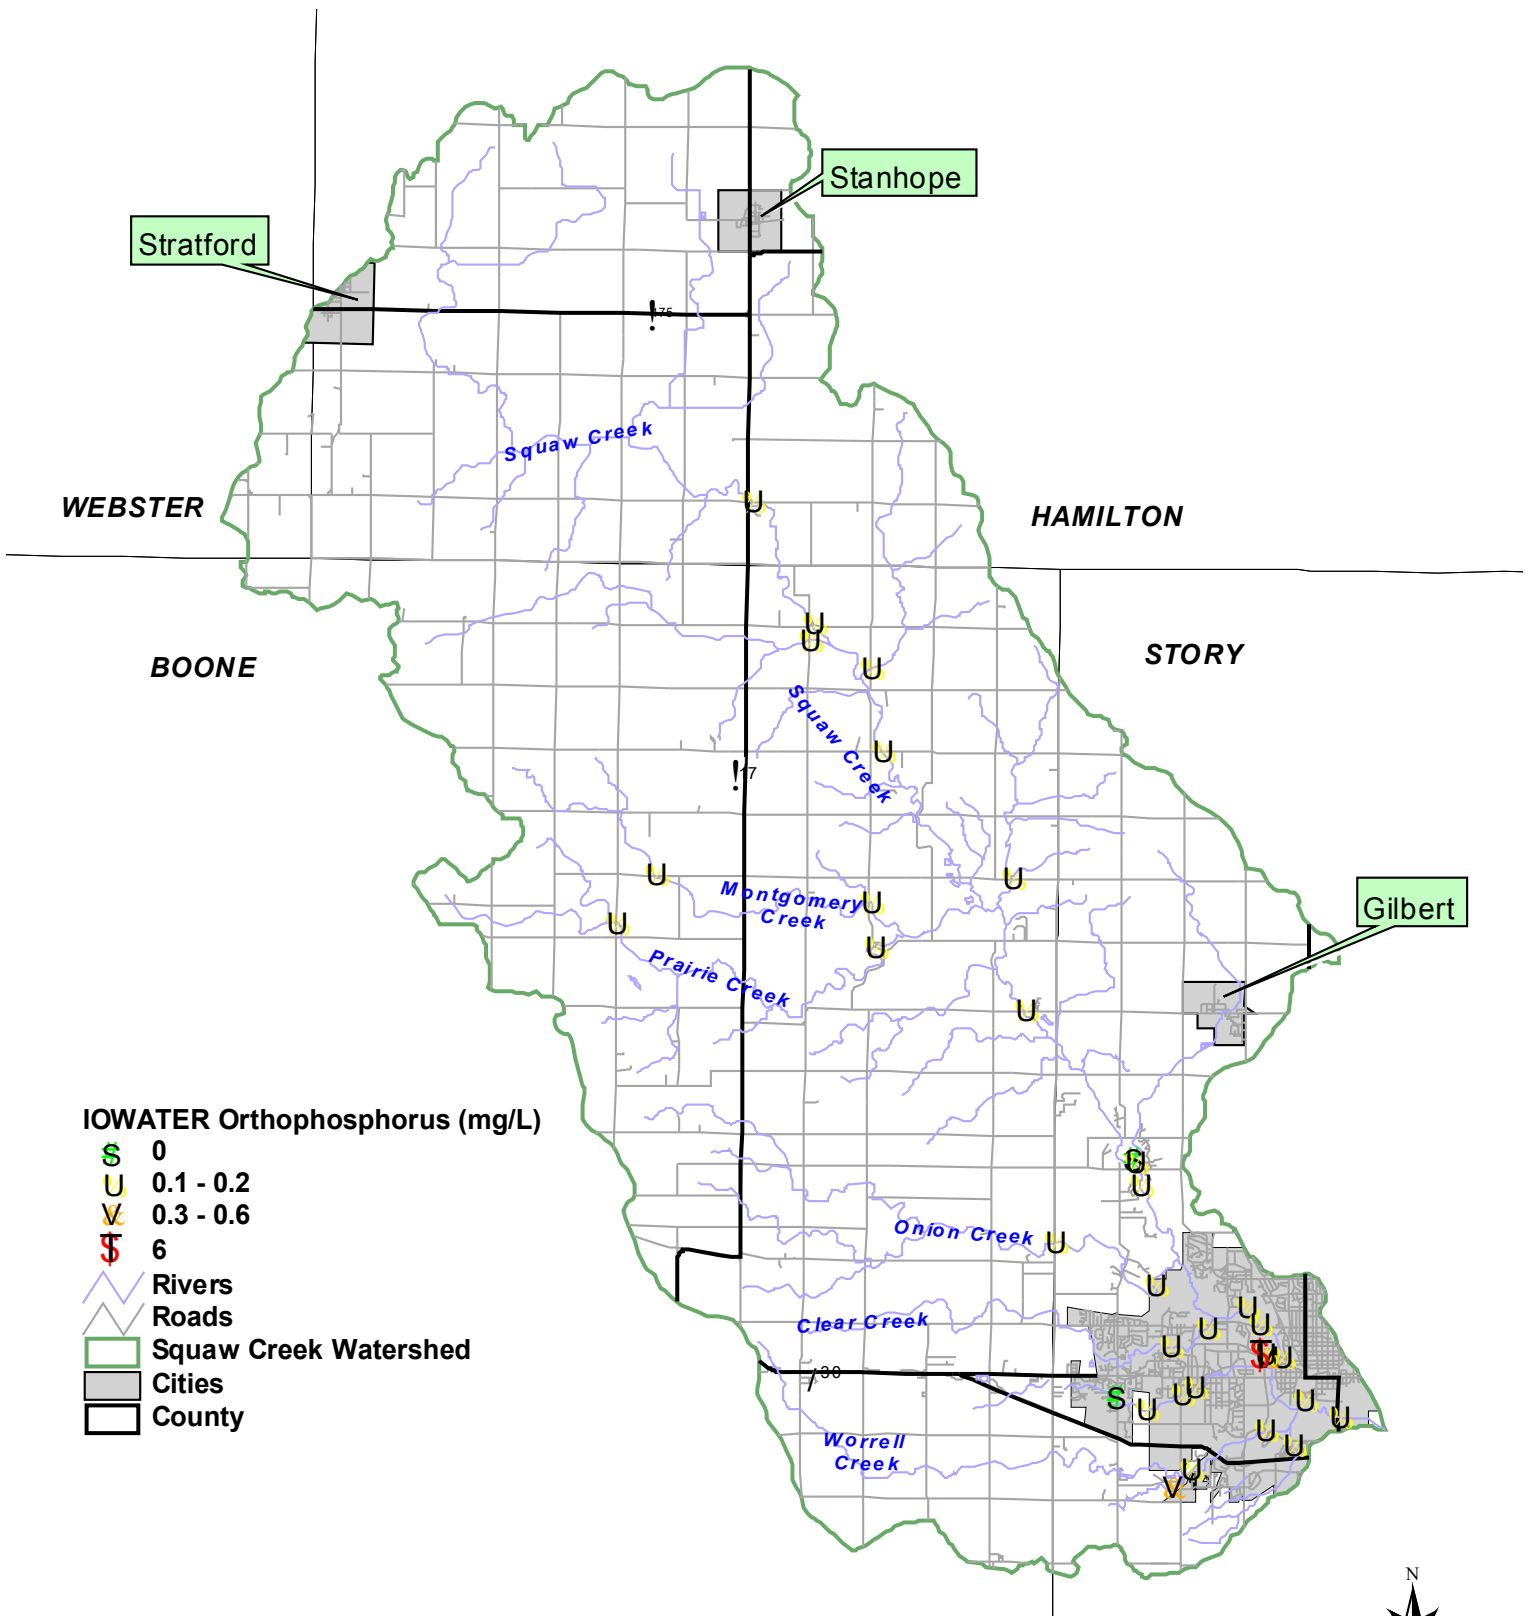 Stanhope
Stratford
175
Squaw Creek
WEBSTER
HAMILTON
BOONE
STORY
Squaw Creek
17
Montgomery
Creek
Gilbert
Prairie Creek
IOWATER Orthophosphorus (mg/L)
0
0.1 - 0.2
0.3 - 0.6
6
Rivers
Roads
Squaw Creek Watershed
Cities
County
Onion Creek
Clear Creek
30
Worrell
Creek
N